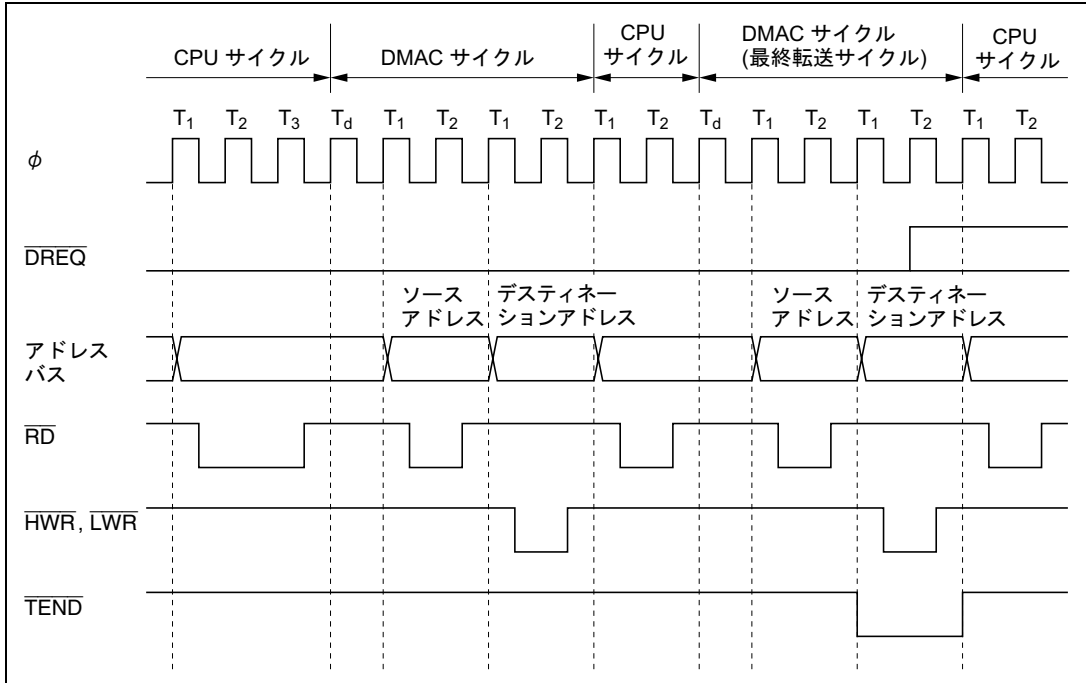 CPU サイクル
DMAC サイクル
CPU
サイクル
DMAC サイクル
(最終転送サイクル)
CPU
サイクル
T1 T2 T3 Td T1 T2 T1 T2 T1 T2 Td T1 T2 T1 T2 T1 T2
φ
DREQ
ソース
アドレス
デスティネー
ションアドレス
ソース
アドレス
デスティネー
ションアドレス
アドレス
バス
RD
HWR, LWR
TEND